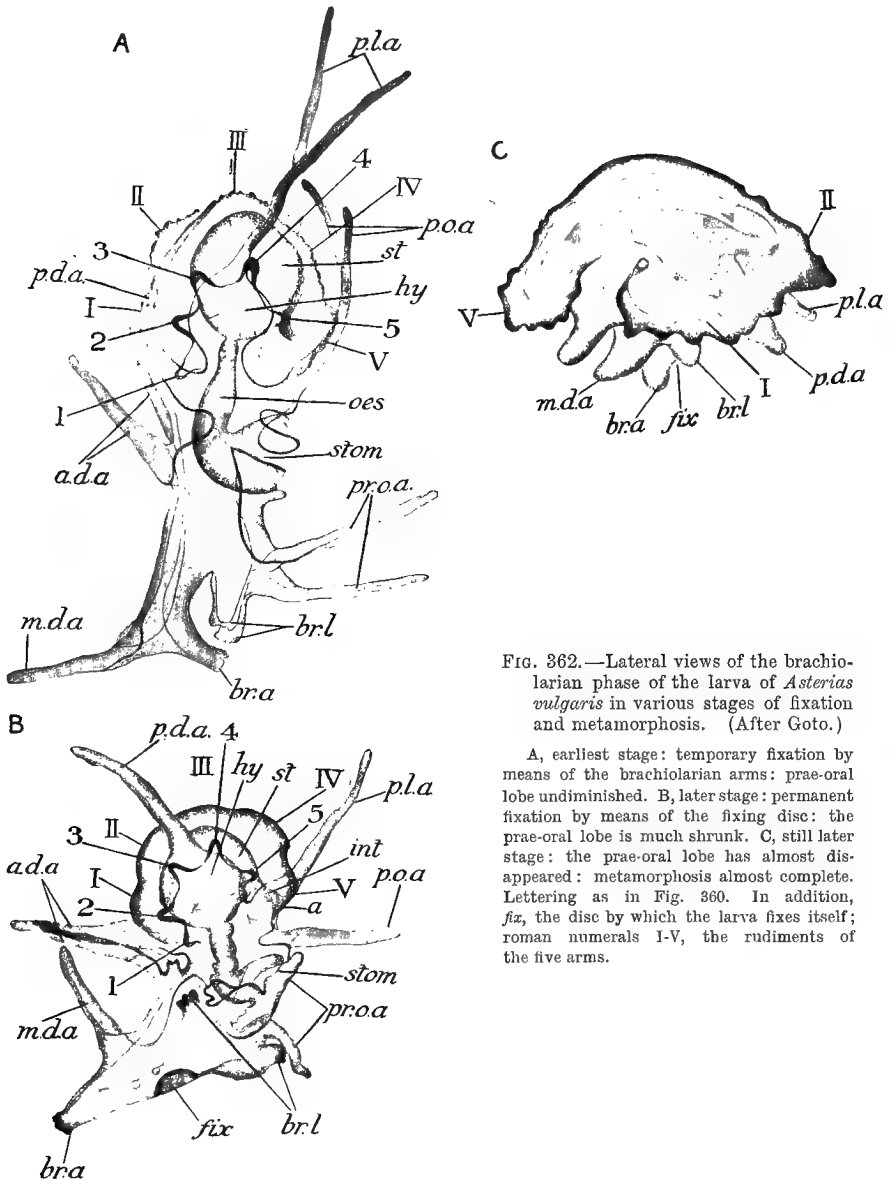 A
p.l.a
III
4
II
IV
p.o.a
3
st
p.d.a.
hy
I
2
5
V
1
oes
a.d.a
stom
pr.o.a.
m.d.a
br.l
br.a
C
II
V
p.l.a
I
p.d.a
m.d.a
br.l
br.a
fix
B
p.d.a.
4
III
hy
st
IV
p.l.a
5
II
3
int
a.d.a
I
V
p.o.a
2
a
1
stom
m.d.a
pr.o.a
fix
br.l
br.a
FIG. 362.—Lateral views of the brachio-
larian phase of the larva of Asterias
vulgaris in various stages of fixation
and metamorphosis. (After Goto.)
A, earliest stage: temporary fixation by
means of the brachiolarian arms: prae-oral
lobe undiminished. B, later stage: permanent
fixation by means of the fixing disc: the
prae-oral lobe is much shrunk. C, still later
stage: the prae-oral lobe has almost dis-
appeared: metamorphosis almost complete.
Lettering as in Fig. 360. In addition,
fix, the disc by which the larva fixes itself;
roman numerals I-V, the rudiments of
the five arms.